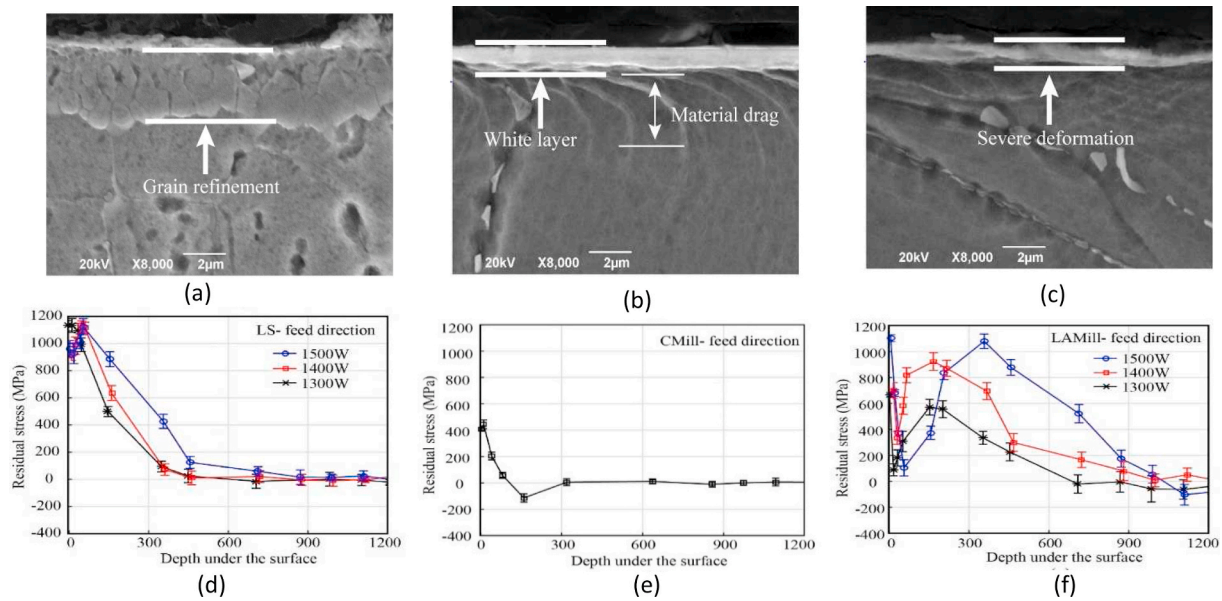 Grain refinement
20kV X8,000 2μm
(a)
White layer
Material drag
20kV X8,000 2μm
(b)
Severe deformation
20kV X8,000 2μm
(c)
Residual stress (MPa)
1200
1000
800
600
400
200
0
-200
-400
LS- feed direction
1500W
1400W
1300W
0 300 600 900 1200
Depth under the surface
(d)
Residual stress (MPa)
1200
1000
800
600
400
200
0
-200
-400
CMill- feed direction
0 300 600 900 1200
Depth under the surface
(e)
Residual stress (MPa)
1200
1000
800
600
400
200
0
-200
-400
LAMill- feed direction
1500W
1400W
1300W
0 300 600 900 1200
Depth under the surface
(f)